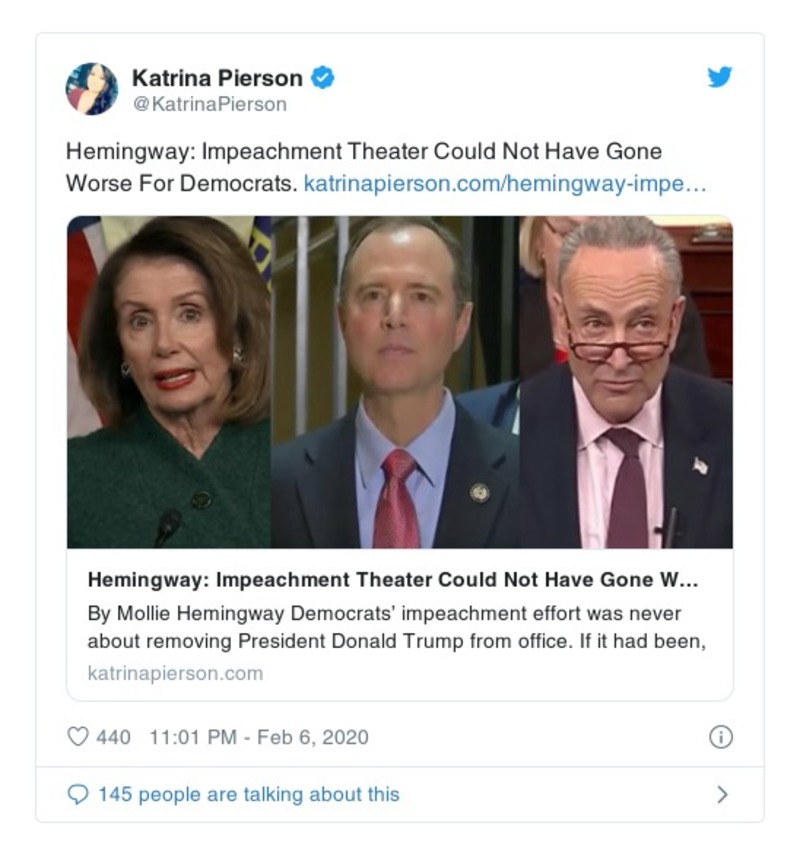 Katrina Pierson
@KatrinaPierson
Hemingway: Impeachment Theater Could Not Have Gone
Worse For Democrats. katrinapierson.com/hemingway-impe…
Hemingway: Impeachment Theater Could Not Have Gone W...
By Mollie Hemingway Democrats’ impeachment effort was never
about removing President Donald Trump from office. If it had been,
katrinapierson.com
440 11:01 PM - Feb 6, 2020
145 people are talking about this